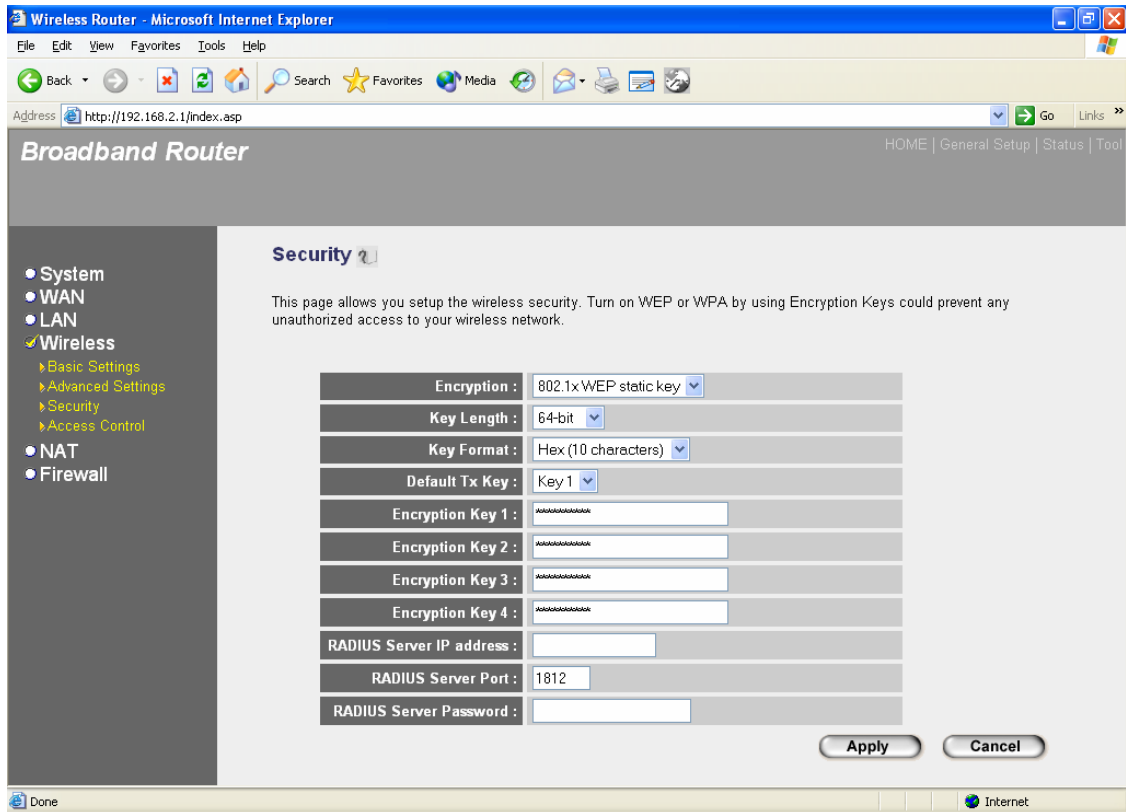 Wireless Router - Microsoft Internet Explorer
File Edit View Favorites Tools Help
Back Search Favorites Media
Address http://192.168.2.1/index.asp Go Links »
Broadband Router
HOME | General Setup | Status | Tool
System
WAN
LAN
Wireless
Basic Settings
Advanced Settings
Security
Access Control
NAT
Firewall
Security
This page allows you setup the wireless security. Turn on WEP or WPA by using Encryption Keys could prevent any
unauthorized access to your wireless network.
Encryption : 802.1x WEP static key
Key Length : 64-bit
Key Format : Hex (10 characters)
Default Tx Key : Key 1
Encryption Key 1 : **********
Encryption Key 2 : **********
Encryption Key 3 : **********
Encryption Key 4 : **********
RADIUS Server IP address :
RADIUS Server Port : 1812
RADIUS Server Password :
Apply Cancel
Done Internet